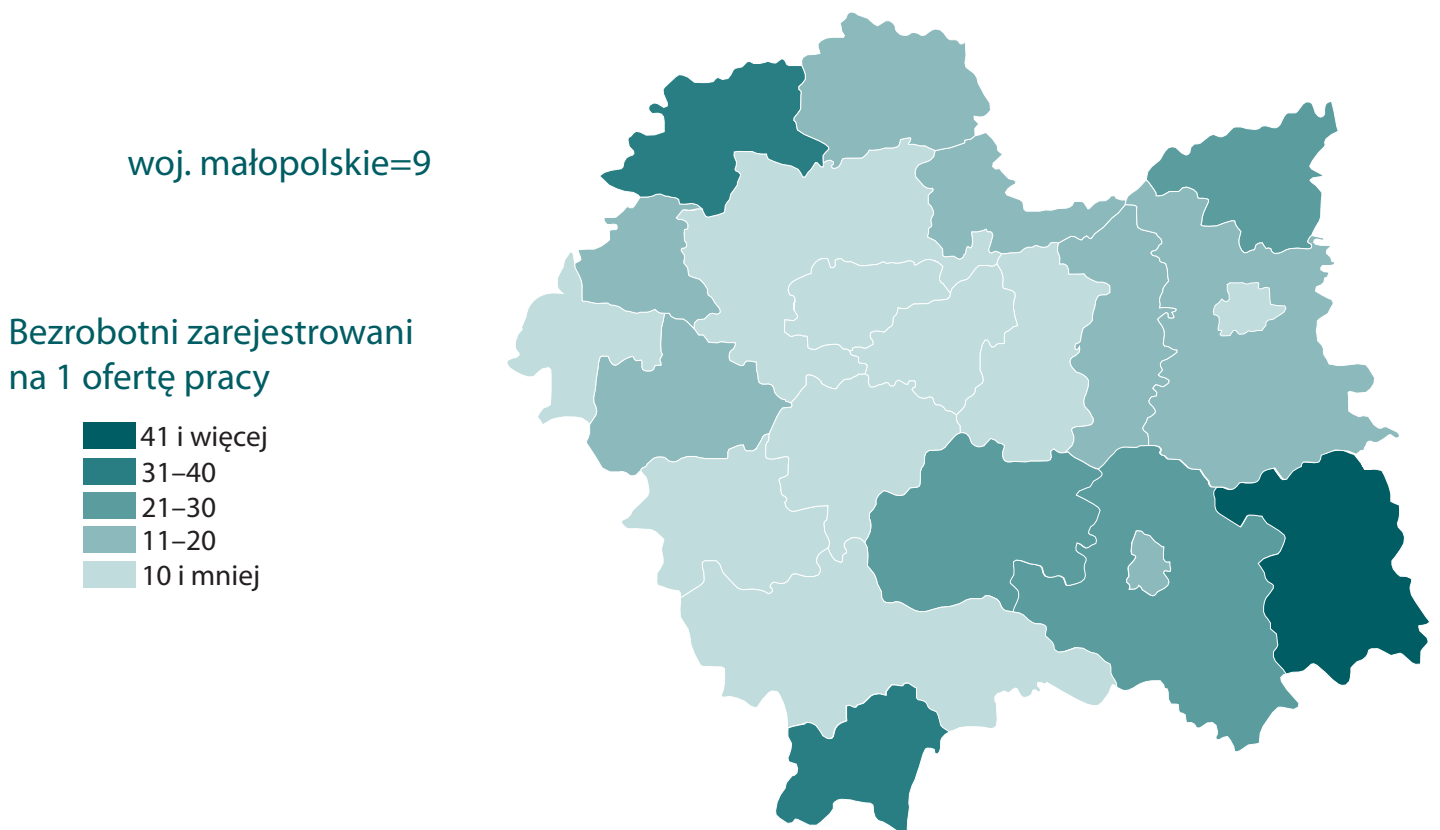 woj. małopolskie=9
Bezrobotni zarejestrowani
na 1 ofertę pracy
41 i więcej
31–40
21–30
11–20
10 i mniej